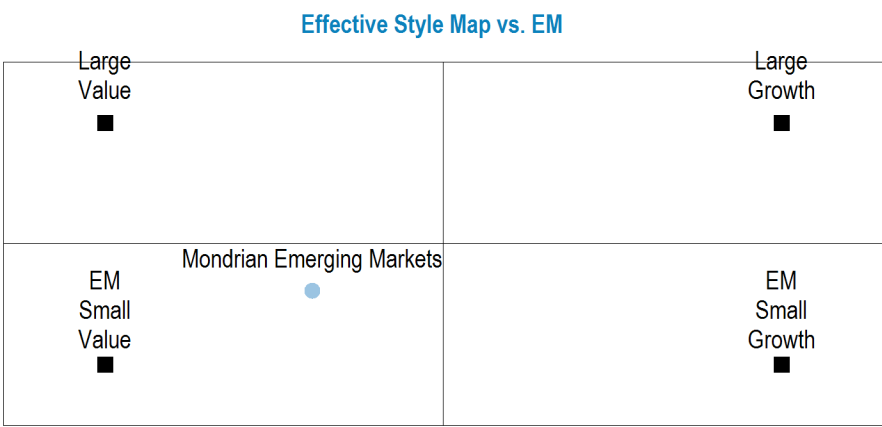 Effective Style Map vs. EM
Large
Value
Large
Growth
Mondrian Emerging Markets
EM
Small
Value
EM
Small
Growth